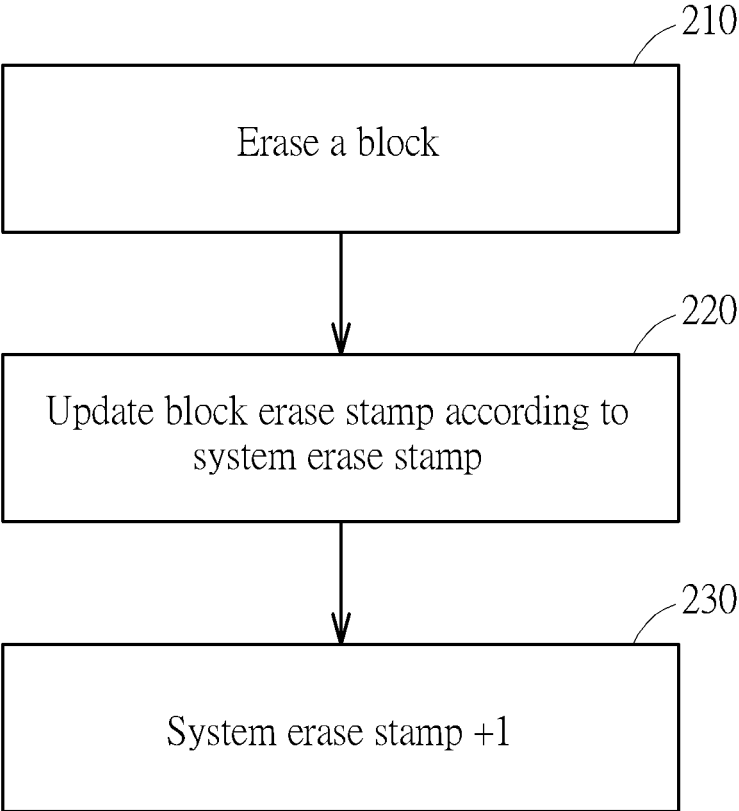 210
Erase a block
220
Update block erase stamp according to
system erase stamp
230
System erase stamp +1